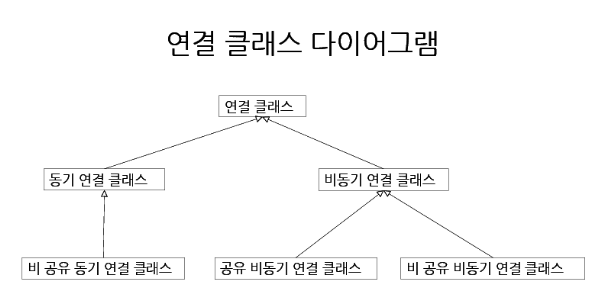 연결 클래스 다이어그램
연결 클래스
동기 연결 클래스
비동기 연결 클래스
비 공유 동기 연결 클래스
공유 비동기 연결 클래스
비 공유 비동기 연결 클래스